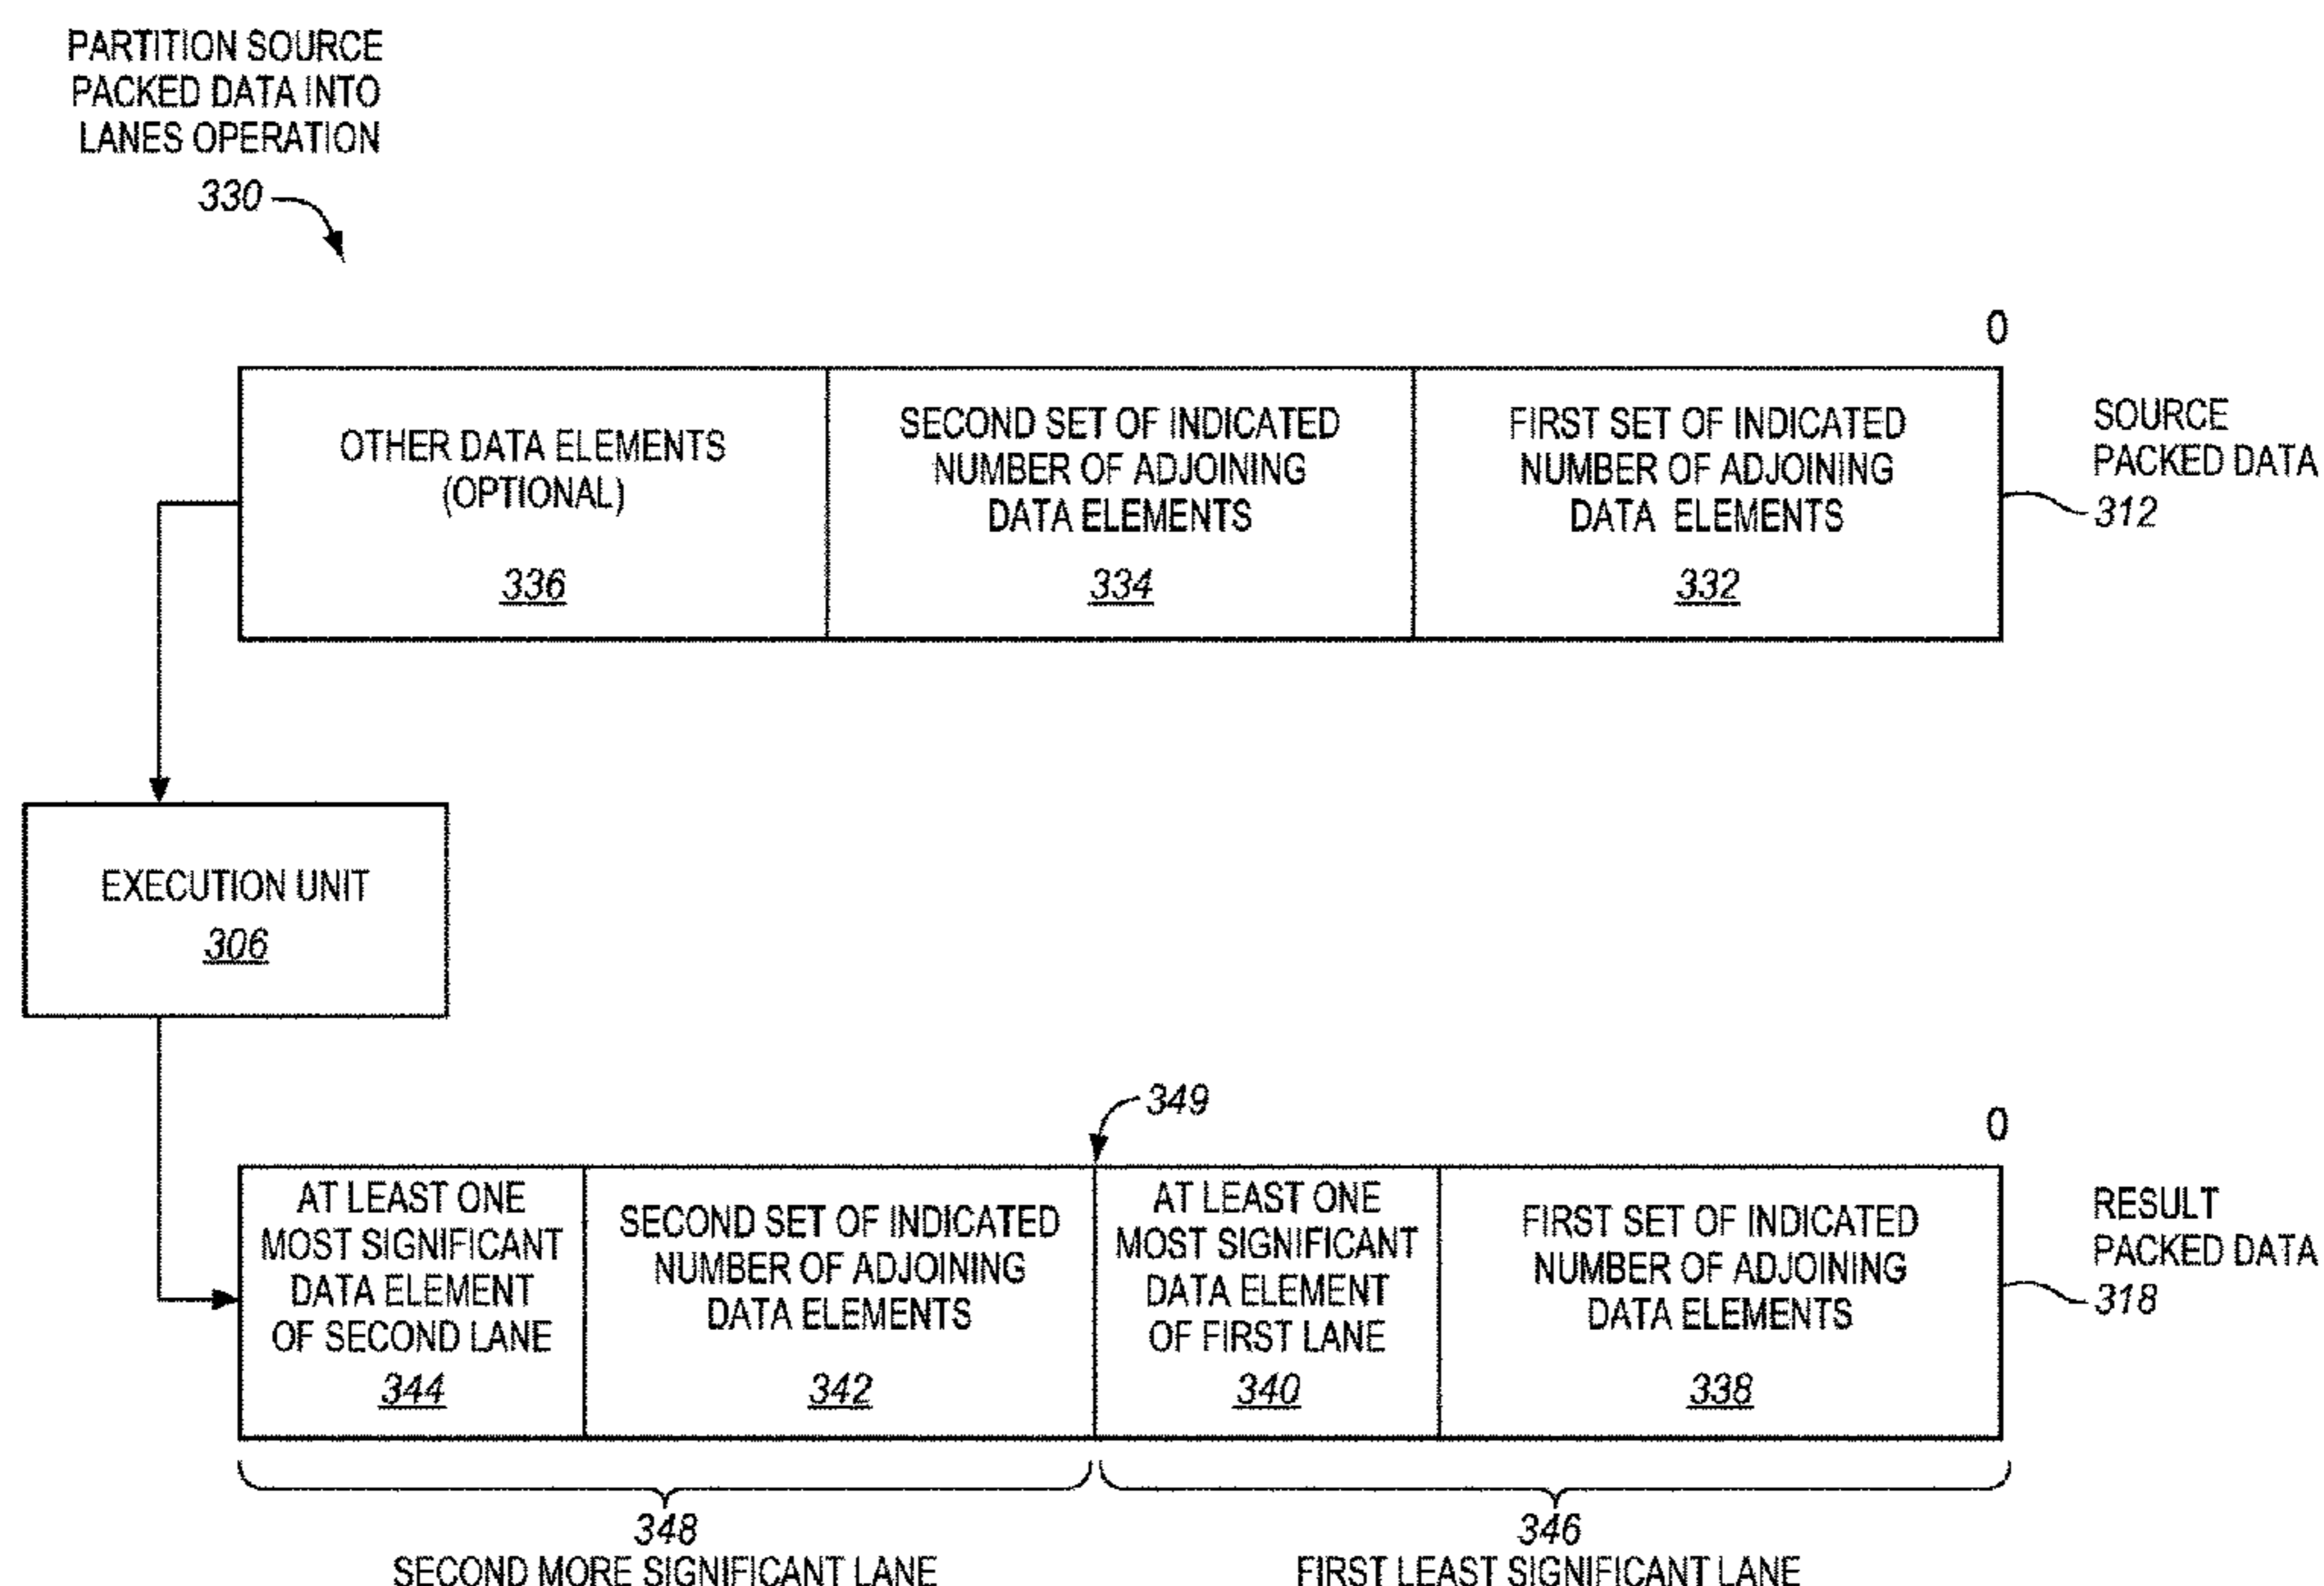 PARTITION SOURCE
PACKED DATA INTO
LANES OPERATION
330
0
OTHER DATA ELEMENTS
(OPTIONAL)
336
SECOND SET OF INDICATED
NUMBER OF ADJOINING
DATA ELEMENTS
334
FIRST SET OF INDICATED
NUMBER OF ADJOINING
DATA ELEMENTS
332
SOURCE
PACKED DATA
312
EXECUTION UNIT
306
349
0
AT LEAST ONE
MOST SIGNIFICANT
DATA ELEMENT
OF SECOND LANE
344
SECOND SET OF INDICATED
NUMBER OF ADJOINING
DATA ELEMENTS
342
AT LEAST ONE
MOST SIGNIFICANT
DATA ELEMENT
OF FIRST LANE
340
FIRST SET OF INDICATED
NUMBER OF ADJOINING
DATA ELEMENTS
338
RESULT
PACKED DATA
318
348
SECOND MORE SIGNIFICANT LANE
346
FIRST LEAST SIGNIFICANT LANE